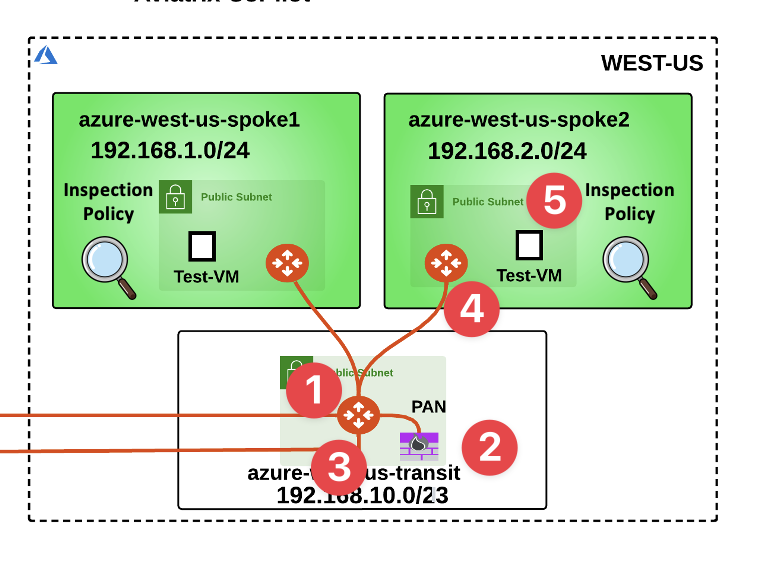 WEST-US
azure-west-us-spoke1
192.168.1.0/24
Inspection
Policy
Public Subnet
Test-VM
azure-west-us-spoke2
192.168.2.0/24
Public Subnet
5
Inspection
Policy
Test-VM
4
Subnet
1
PAN
2
3
azure-us-transit
192.168.10.0/23